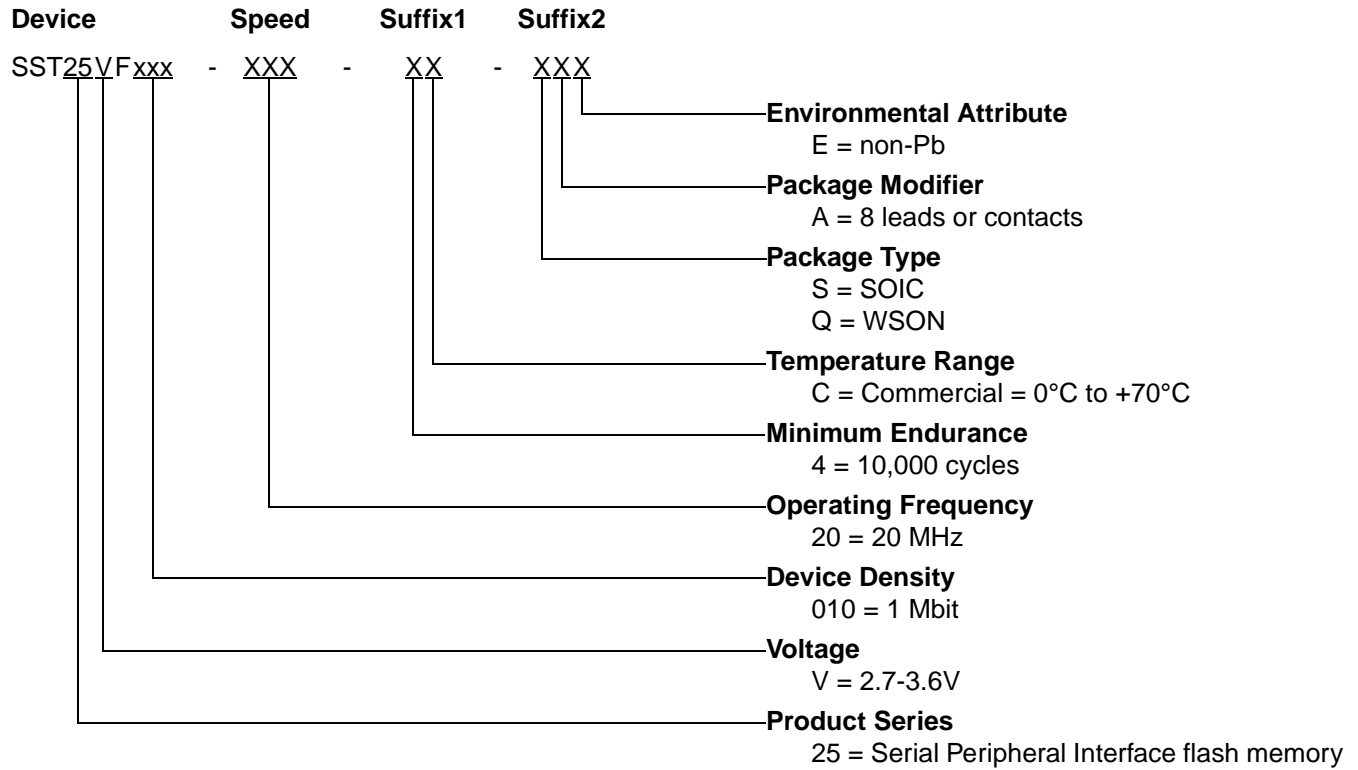 Device Speed Suffix1 Suffix2
SST25VFxxx - XXX - XX - XXX
Environmental Attribute
E = non-Pb
Package Modifier
A = 8 leads or contacts
Package Type
S = SOIC
Q = WSON
Temperature Range
C = Commercial = 0°C to +70°C
Minimum Endurance
4 = 10,000 cycles
Operating Frequency
20 = 20 MHz
Device Density
010 = 1 Mbit
Voltage
V = 2.7-3.6V
Product Series
25 = Serial Peripheral Interface flash memory